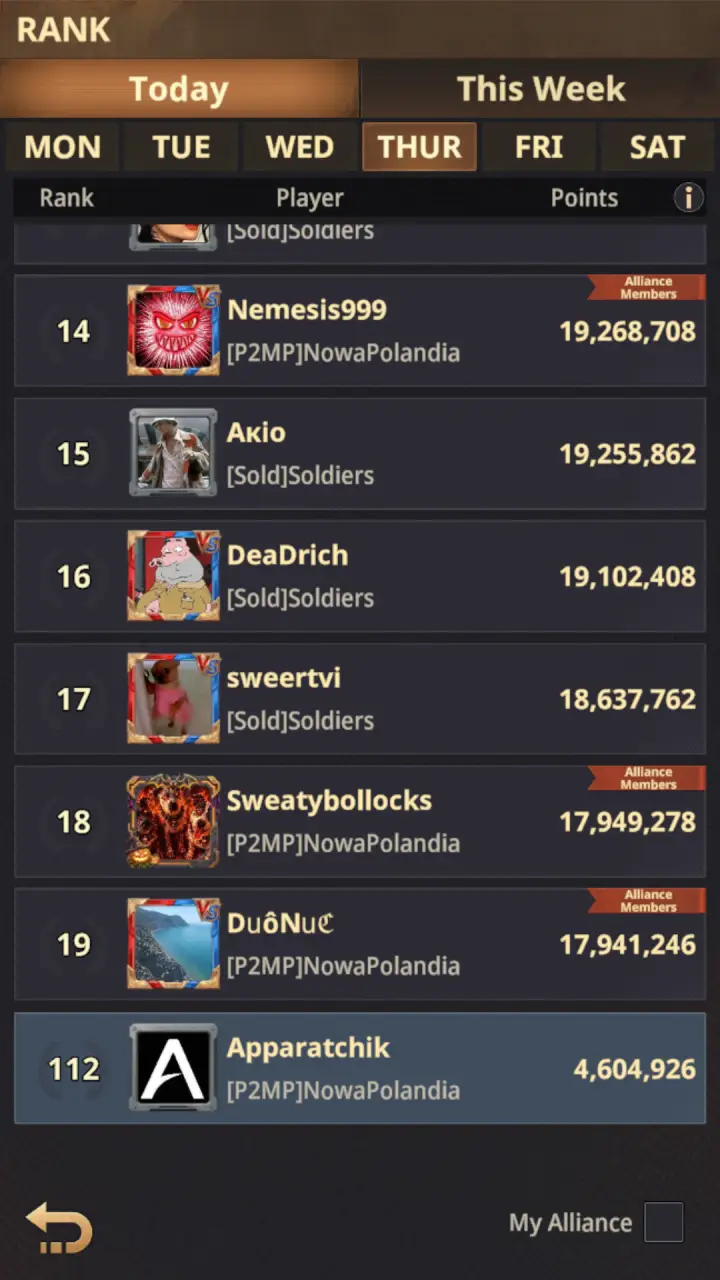 RANK
Today
This Week
MON TUE WED THUR FRI SAT
Rank Player Points
[Sold]Soldiers
Alliance
Members
14 Nemesis999 19,268,708
[P2MP]NowaPolandia
15 Aкio 19,255,862
[Sold]Soldiers
16 DeaDrich 19,102,408
[Sold]Soldiers
17 sweertvi 18,637,762
[Sold]Soldiers
Alliance
Members
18 Sweatybollocks 17,949,278
[P2MP]NowaPolandia
Alliance
Members
19 DuôNuℭ 17,941,246
[P2MP]NowaPolandia
112 Apparatchik 4,604,926
[P2MP]NowaPolandia
My Alliance